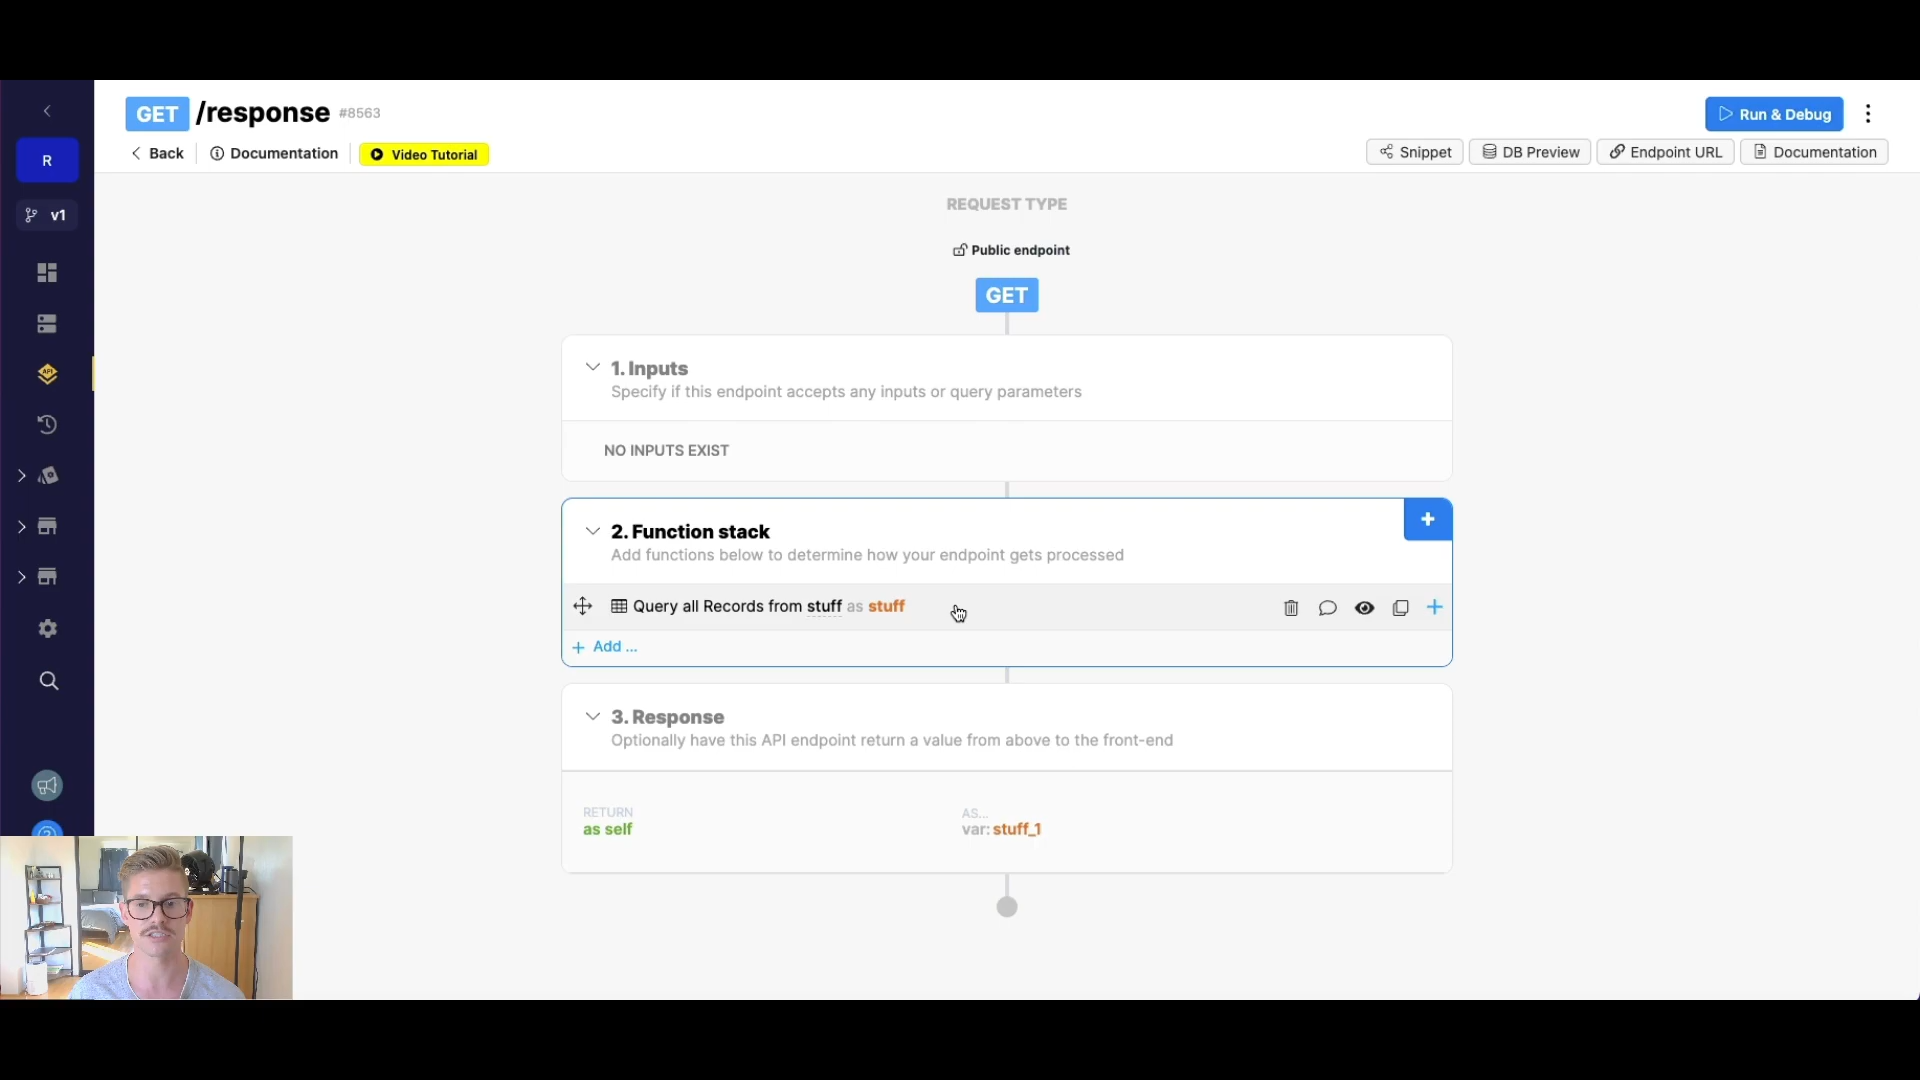 GET /response #8563
Run & Debug
Back
Documentation
Video Tutorial
Snippet
DB Preview
Endpoint URL
Documentation
R
v1
API
REQUEST TYPE
Public endpoint
GET
1. Inputs
Specify if this endpoint accepts any inputs or query parameters
NO INPUTS EXIST
2. Function stack
Add functions below to determine how your endpoint gets processed
Query all Records from stuff as stuff
Add ...
3. Response
Optionally have this API endpoint return a value from above to the front-end
RETURN
as self
AS...
var: stuff_1